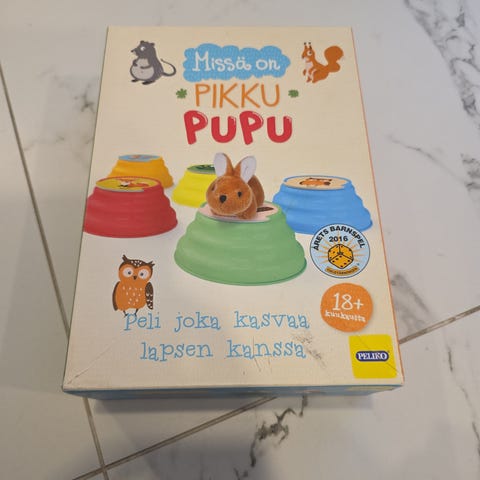 Missä on
PIKKU
PUPU
ÅRETS BARNSPEL
2016
18+
kuukautta
Peli joka kasvaa
lapsen kanssa
PELIKO